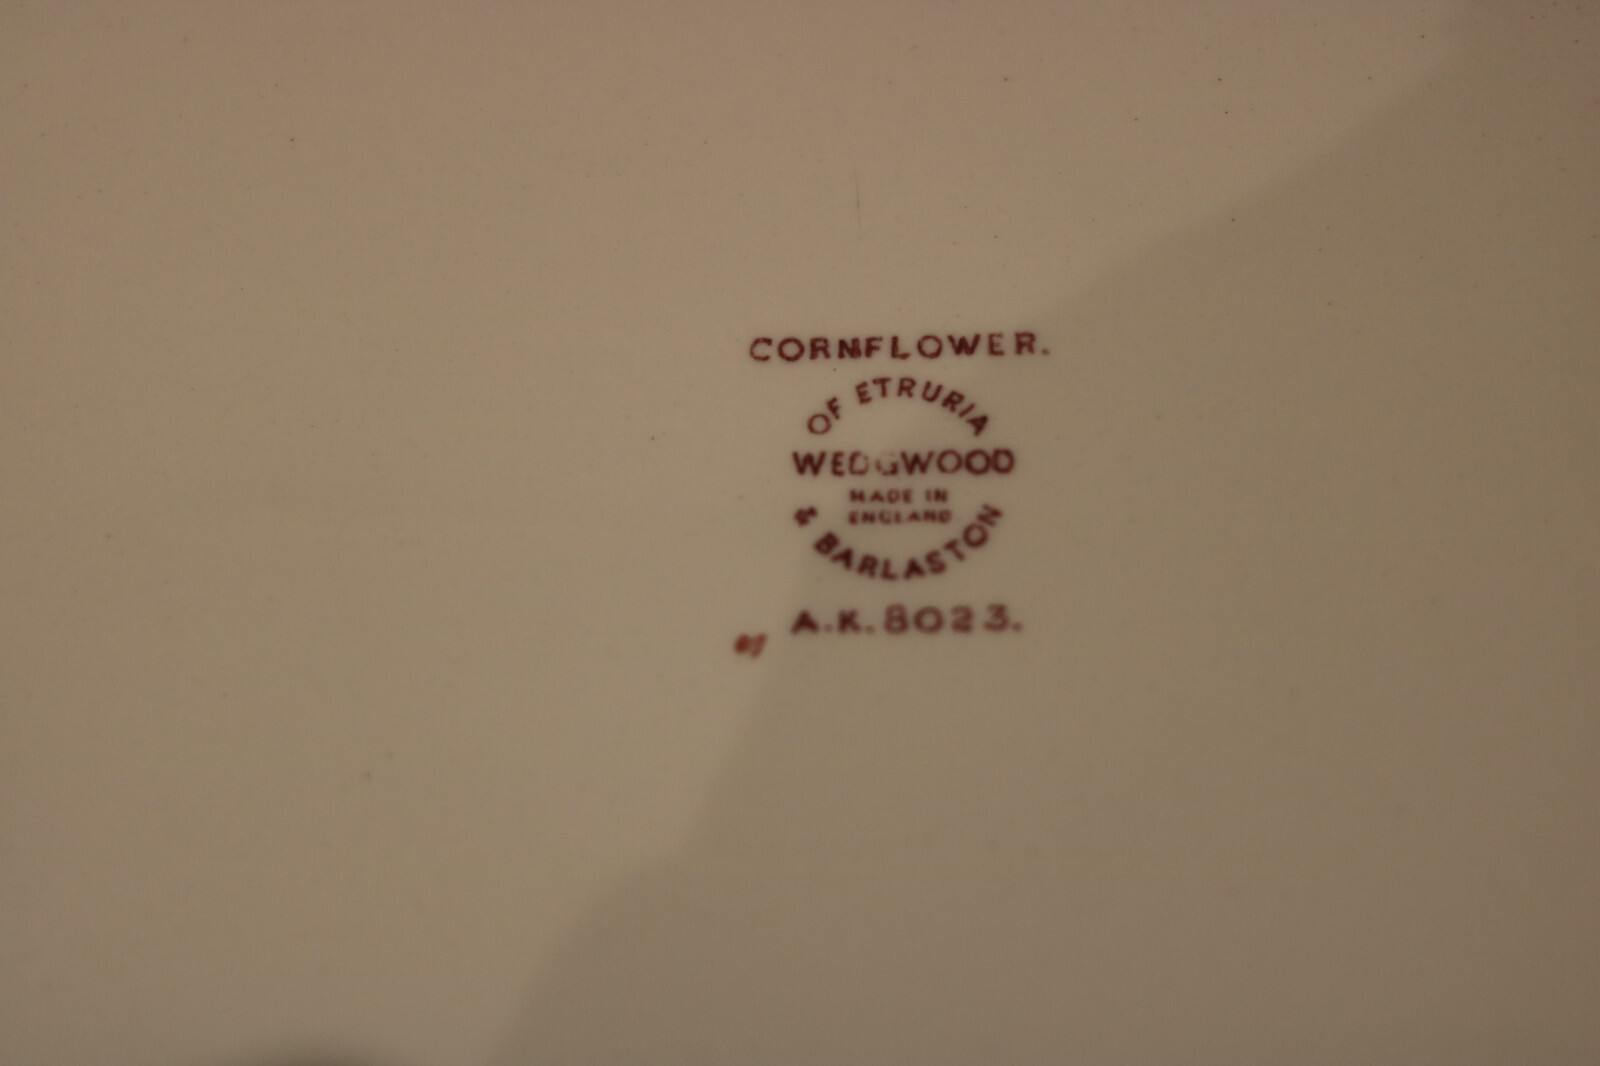 CORNFLOWER.
OF ETRURIA
WEDGWOOD
MADE IN
ENGLAND
& BARLASTON
A.K.8023.